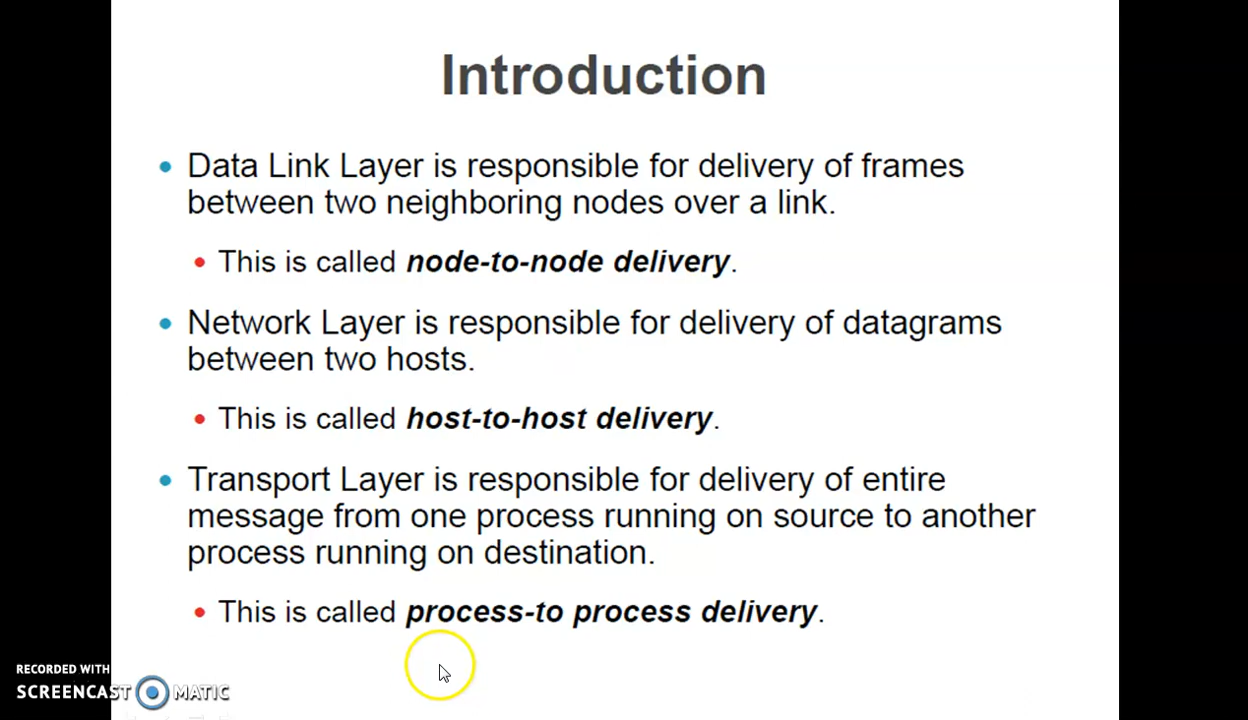 Introduction
• Data Link Layer is responsible for delivery of frames
between two neighboring nodes over a link.
• This is called node-to-node delivery.
• Network Layer is responsible for delivery of datagrams
between two hosts.
• This is called host-to-host delivery.
• Transport Layer is responsible for delivery of entire
message from one process running on source to another
process running on destination.
• This is called process-to process delivery.
RECORDED WITH
SCREENCAST MATIC